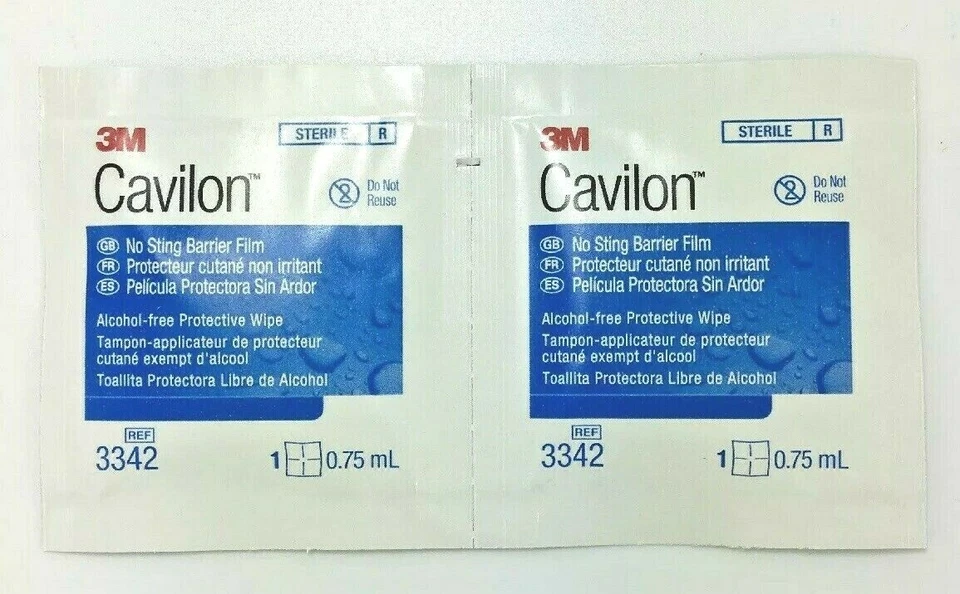 3M
STERILE R
Cavilon™
Do Not
Reuse
GB No Sting Barrier Film
FR Protecteur cutané non irritant
ES Película Protectora Sin Ardor
Alcohol-free Protective Wipe
Tampon-applicateur de protecteur
cutané exempt d'alcool
Toallita Protectora Libre de Alcohol
REF
3342
1 0.75 mL
3M
STERILE R
Cavilon™
2
Do Not
Reuse
GB No Sting Barrier Film
FR Protecteur cutané non irritant
ES Película Protectora Sin Ardor
Alcohol-free Protective Wipe
Tampon-applicateur de protecteur
cutané exempt d'alcool
Toallita Protectora Libre de Alcohol
REF
3342
1 0.75 mL